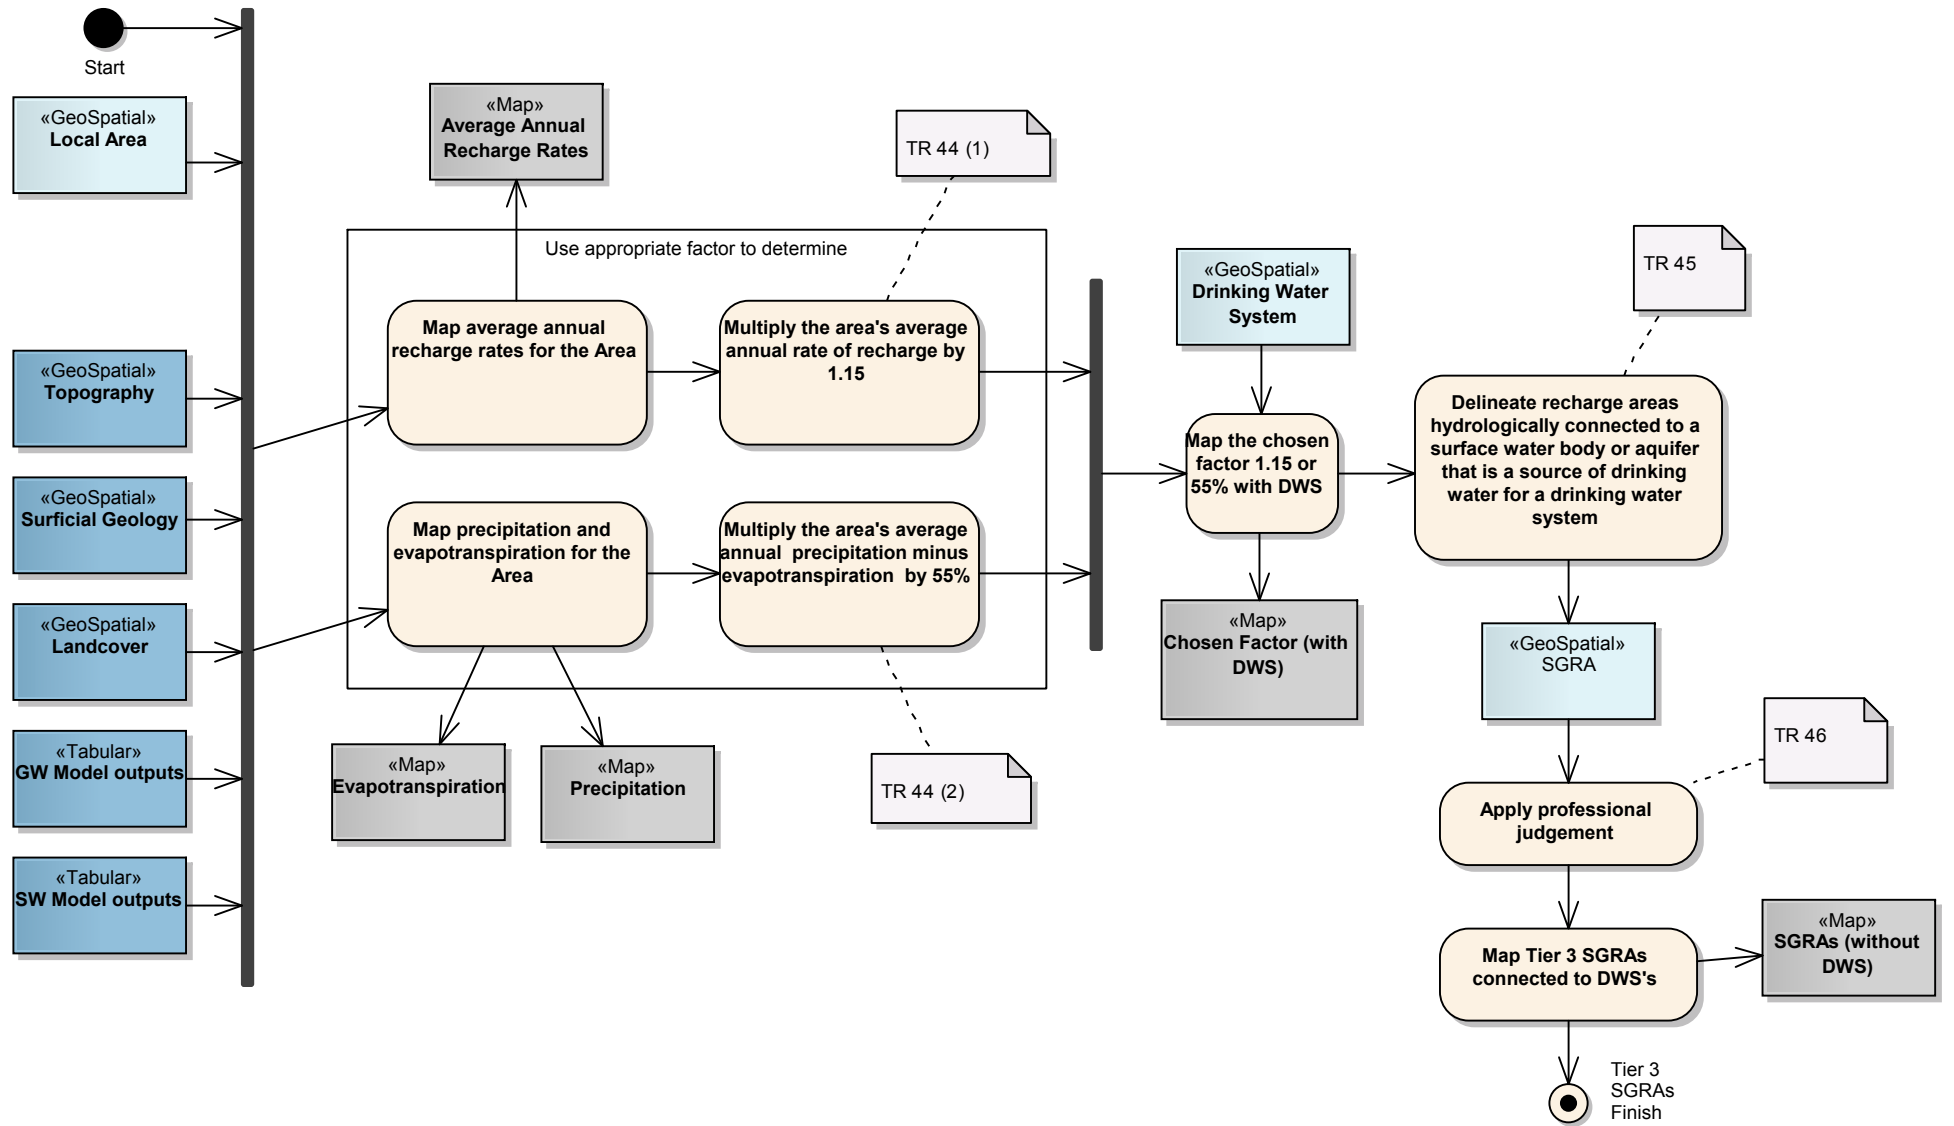 Start
«GeoSpatial»
Local Area
«GeoSpatial»
Topography
«GeoSpatial»
Surficial Geology
«GeoSpatial»
Landcover
«Tabular»
GW Model outputs
«Tabular»
SW Model outputs
«Map»
Average Annual
Recharge Rates
TR 44 (1)
Use appropriate factor to determine
Map average annual
recharge rates for the Area
Multiply the area's average
annual rate of recharge by
1.15
Map precipitation and
evapotranspiration for the
Area
Multiply the area's average
annual precipitation minus
evapotranspiration by 55%
«Map»
Evapotranspiration
«Map»
Precipitation
TR 44 (2)
«GeoSpatial»
Drinking Water
System
Map the chosen
factor 1.15 or
55% with DWS
«Map»
Chosen Factor (with
DWS)
TR 45
Delineate recharge areas
hydrologically connected to a
surface water body or aquifer
that is a source of drinking
water for a drinking water
system
«GeoSpatial»
SGRA
TR 46
Apply professional
judgement
Map Tier 3 SGRAs
connected to DWS's
«Map»
SGRAs (without
DWS)
Tier 3
SGRAs
Finish